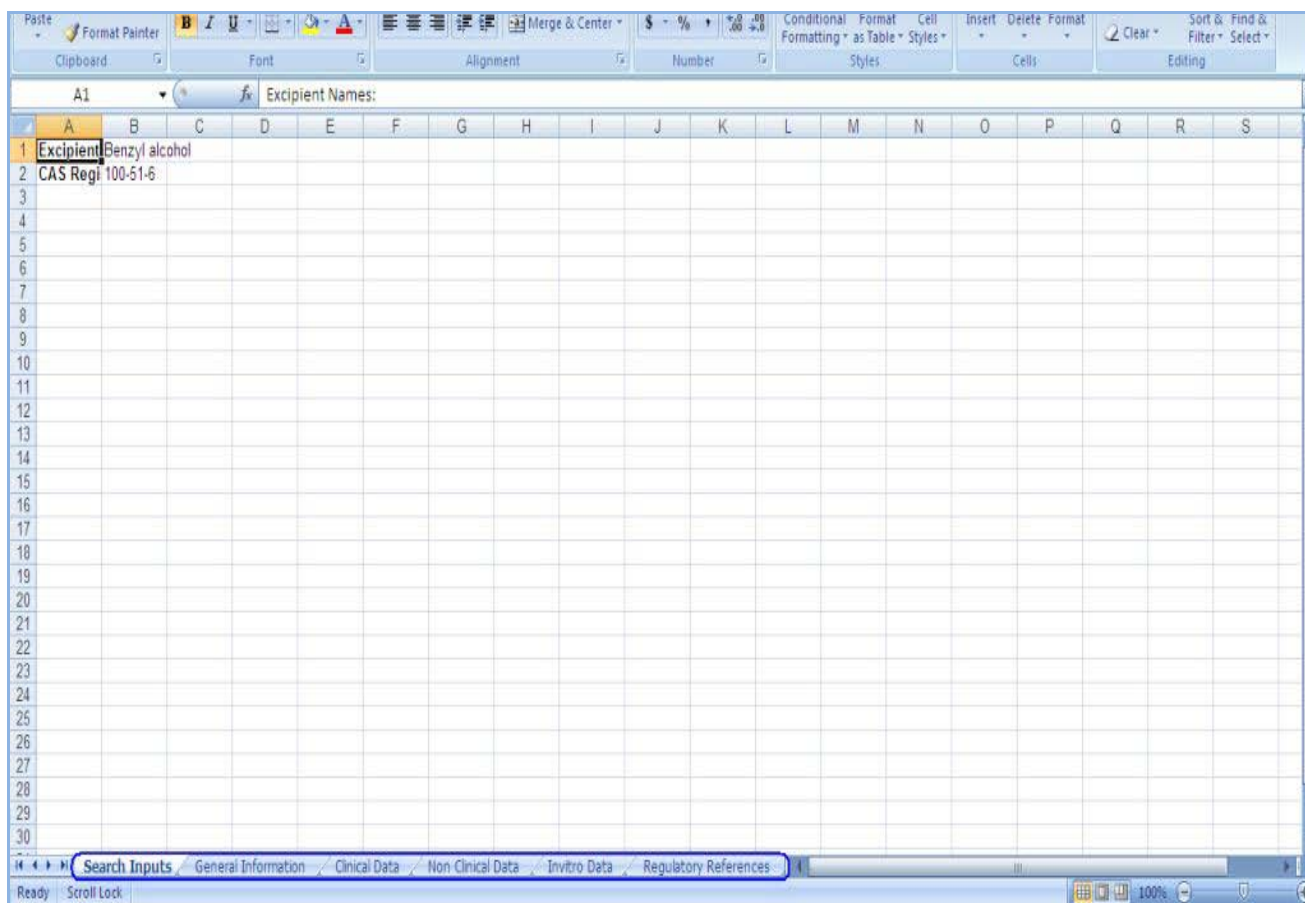 Paste
Format Painter
B I U A
Merge & Center
$ % ,
Conditional Format Cell
Formatting as Table Styles
Insert Delete Format
Clear
Sort & Find &
Filter Select
Clipboard Font Alignment Number Styles Cells Editing
A1 fx Excipient Names:
A B C D E F G H I J K L M N O P Q R S
1 Excipient Benzyl alcohol
2 CAS Regi 100-51-6
3
4
5
6
7
8
9
10
11
12
13
14
15
16
17
18
19
20
21
22
23
24
25
26
27
28
29
30
Search Inputs General Information Clinical Data Non Clinical Data Invitro Data Regulatory References
Ready Scroll Lock 100%